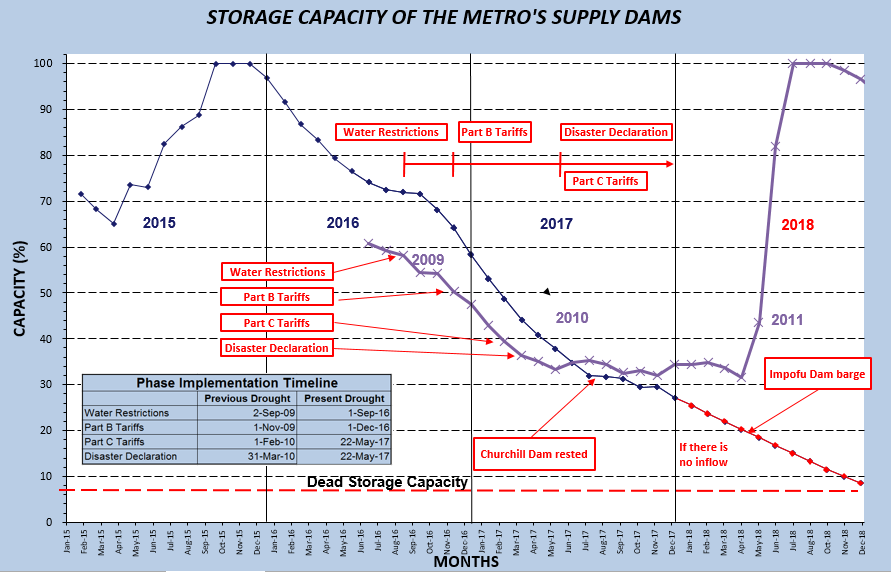 STORAGE CAPACITY OF THE METRO'S SUPPLY DAMS
CAPACITY (%)
100
90
80
70
60
50
40
30
20
10
0
Water Restrictions
Part B Tariffs
Disaster Declaration
Part C Tariffs
2015
2016
2017
2018
2009
2010
2011
Water Restrictions
Part B Tariffs
Part C Tariffs
Disaster Declaration
Impofu Dam barge
Churchill Dam rested
If there is
no inflow
Phase Implementation Timeline
Previous Drought Present Drought
Water Restrictions 2-Sep-09 1-Sep-16
Part B Tariffs 1-Nov-09 1-Dec-16
Part C Tariffs 1-Feb-10 22-May-17
Disaster Declaration 31-Mar-10 22-May-17
Dead Storage Capacity
Jan-15 Feb-15 Mar-15 Apr-15 May-15 Jun-15 Jul-15 Aug-15 Sep-15 Oct-15 Nov-15 Dec-15 Jan-16 Feb-16 Mar-16 Apr-16 May-16 Jun-16 Jul-16 Aug-16 Sep-16 Oct-16 Nov-16 Dec-16 Jan-17 Feb-17 Mar-17 Apr-17 May-17 Jun-17 Jul-17 Aug-17 Sep-17 Oct-17 Nov-17 Dec-17 Jan-18 Feb-18 Mar-18 Apr-18 May-18 Jun-18 Jul-18 Aug-18 Sep-18 Oct-18 Nov-18 Dec-18
MONTHS